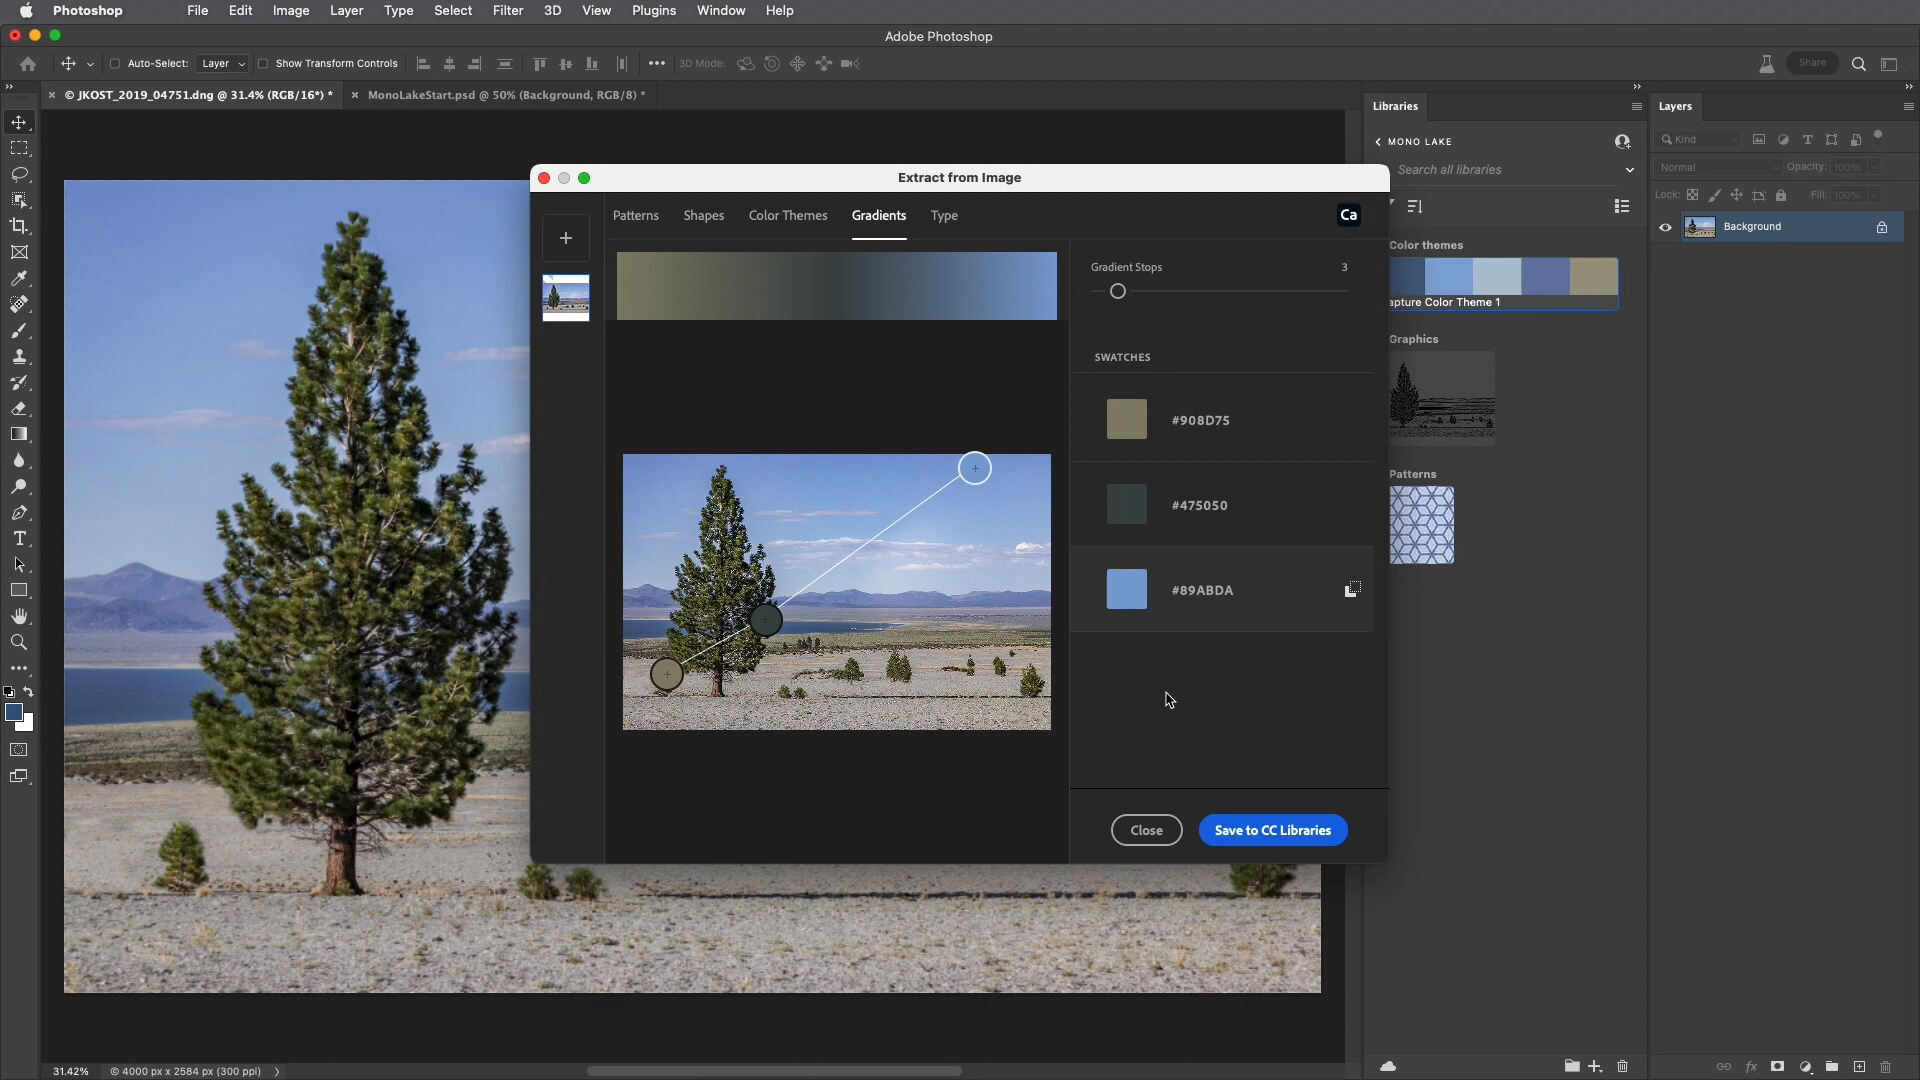 Photoshop File Edit Image Layer Type Select Filter 3D View Plugins Window Help
Adobe Photoshop
Auto-Select: Layer Show Transform Controls ••• 3D Mode: Share
© JKOST_2019_04751.dng @ 31.4% (RGB/16*) * MonoLakeStart.psd @ 50% (Background, RGB/8) *
Extract from Image
Patterns Shapes Color Themes Gradients Type Ca
Gradient Stops 3
SWATCHES
#908D75
#475050
#89ABDA
Close Save to CC Libraries
Libraries
MONO LAKE
Search all libraries
Color themes
apture Color Theme 1
Graphics
Patterns
Layers
Kind
Normal Opacity: 100%
Lock: Fill: 100%
Background
fx
31.42% © 4000 px x 2584 px (300 ppi)